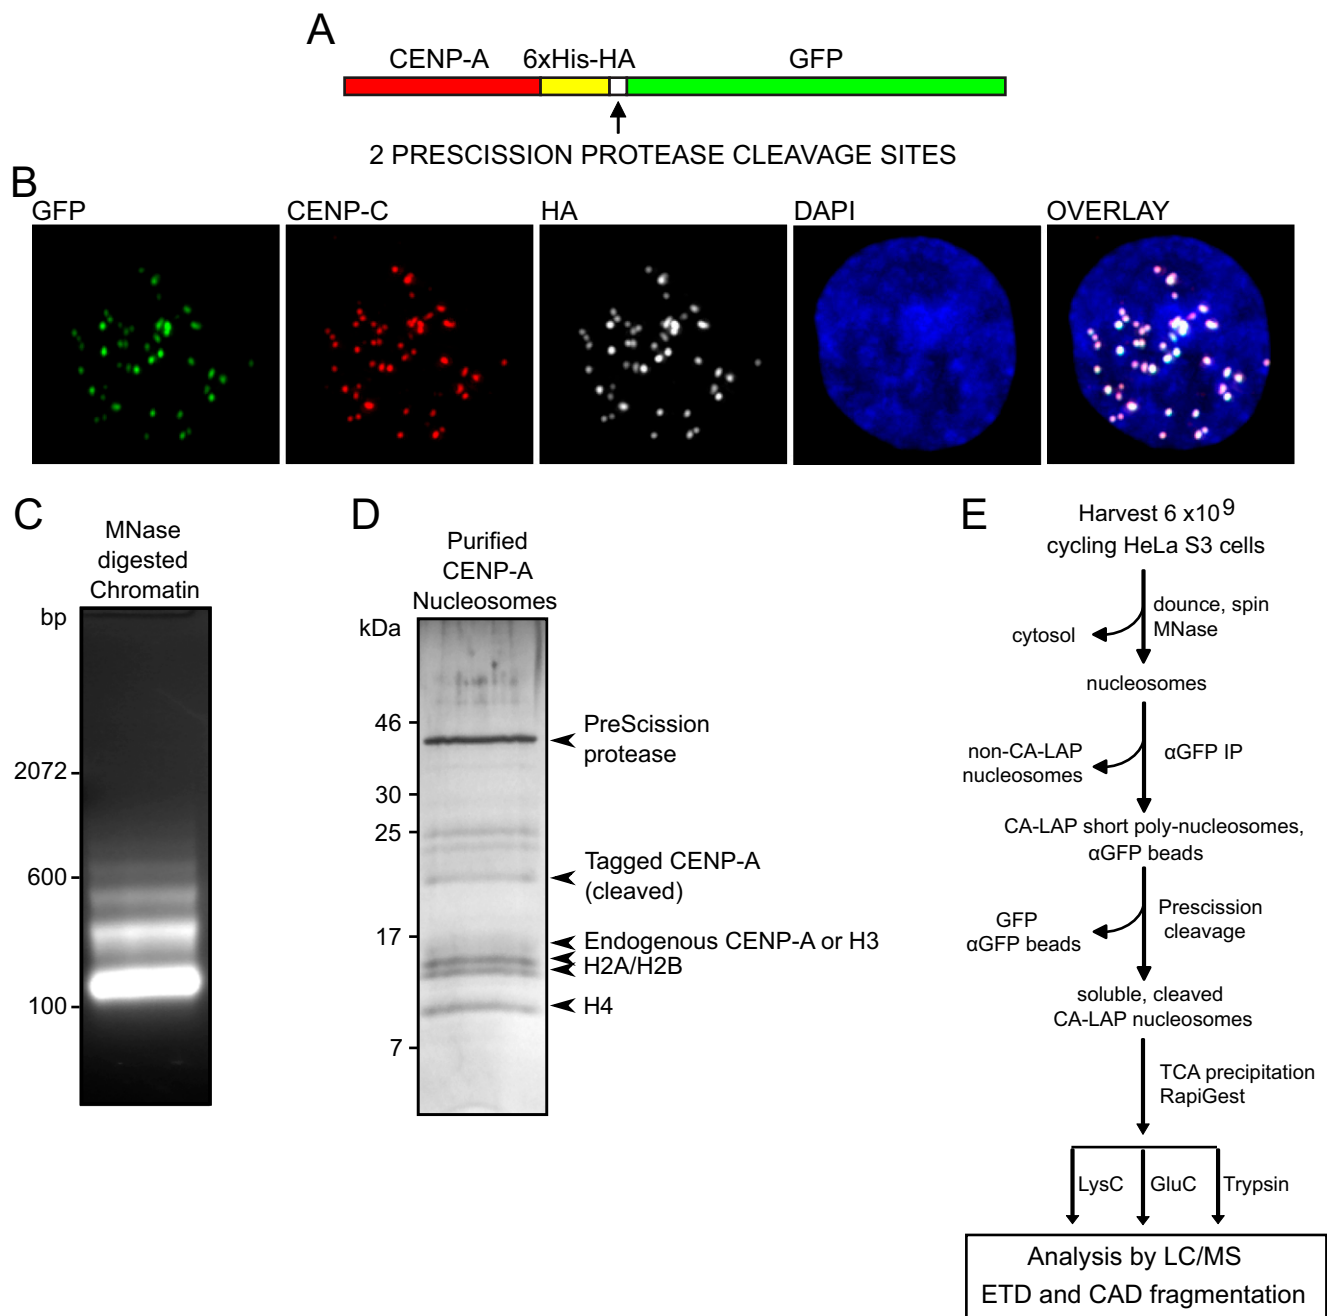 A
CENP-A 6xHis-HA GFP
2 PRESCISSION PROTEASE CLEAVAGE SITES
B
GFP CENP-C HA DAPI OVERLAY
C
MNase
digested
Chromatin
bp
2072
600
100
D
Purified
CENP-A
Nucleosomes
kDa
46
30
25
17
7
PreScission
protease
Tagged CENP-A
(cleaved)
Endogenous CENP-A or H3
H2A/H2B
H4
E
Harvest 6 x10⁹
cycling HeLa S3 cells
dounce, spin
MNase
cytosol
nucleosomes
non-CA-LAP
nucleosomes
αGFP IP
CA-LAP short poly-nucleosomes,
αGFP beads
GFP
αGFP beads
Prescission
cleavage
soluble, cleaved
CA-LAP nucleosomes
TCA precipitation
RapiGest
LysC GluC Trypsin
Analysis by LC/MS
ETD and CAD fragmentation